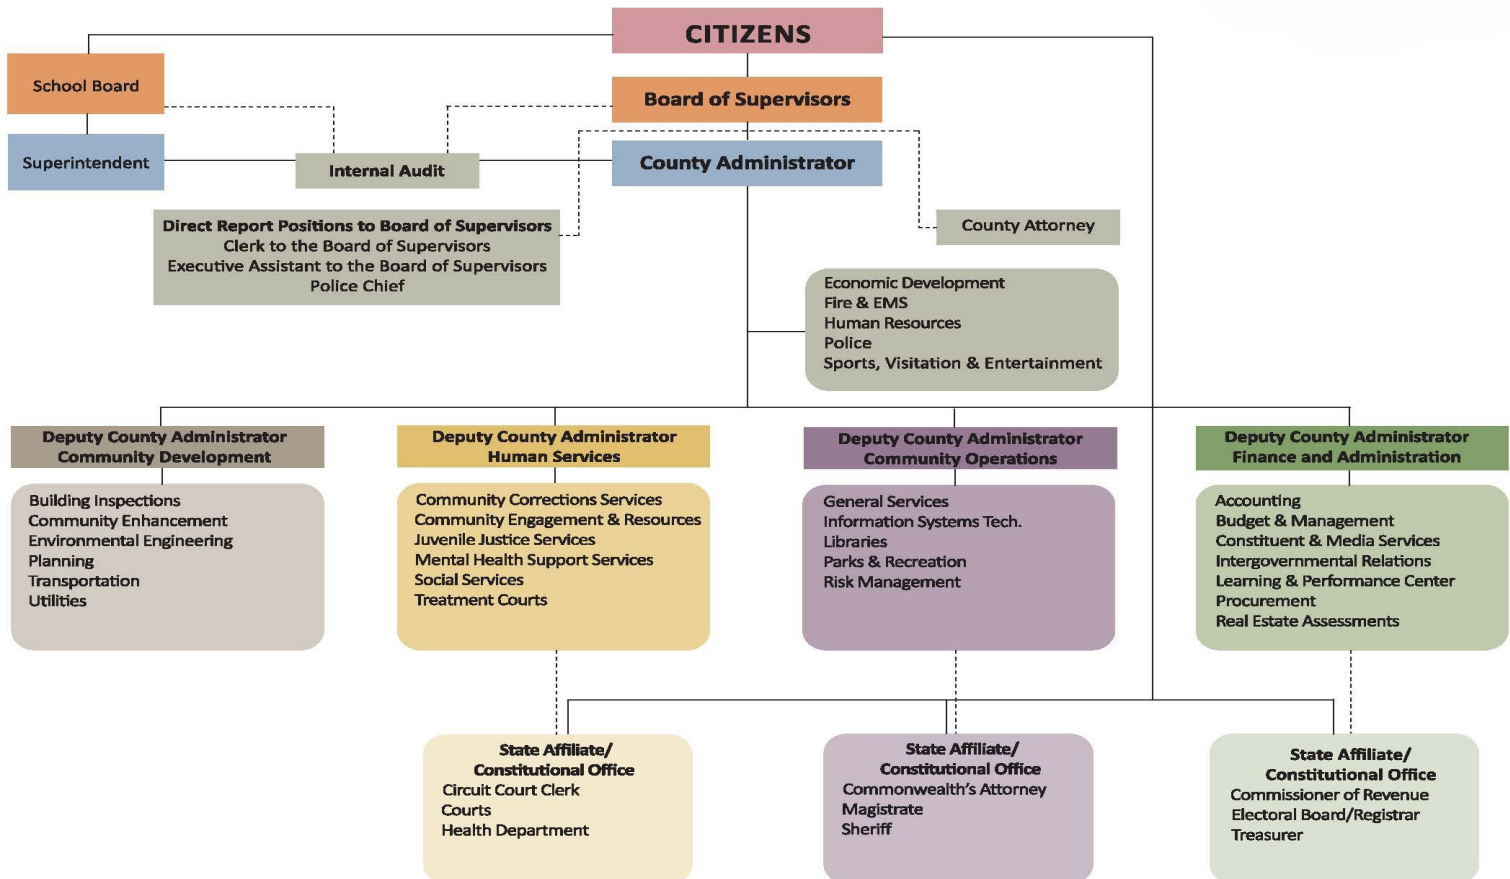 CITIZENS
School Board
Board of Supervisors
Superintendent
Internal Audit
County Administrator
Direct Report Positions to Board of Supervisors
Clerk to the Board of Supervisors
Executive Assistant to the Board of Supervisors
Police Chief
County Attorney
Economic Development
Fire & EMS
Human Resources
Police
Sports, Visitation & Entertainment
Deputy County Administrator
Community Development
Building Inspections
Community Enhancement
Environmental Engineering
Planning
Transportation
Utilities
Deputy County Administrator
Human Services
Community Corrections Services
Community Engagement & Resources
Juvenile Justice Services
Mental Health Support Services
Social Services
Treatment Courts
Deputy County Administrator
Community Operations
General Services
Information Systems Tech.
Libraries
Parks & Recreation
Risk Management
Deputy County Administrator
Finance and Administration
Accounting
Budget & Management
Constituent & Media Services
Intergovernmental Relations
Learning & Performance Center
Procurement
Real Estate Assessments
State Affiliate/
Constitutional Office
Circuit Court Clerk
Courts
Health Department
State Affiliate/
Constitutional Office
Commonwealth's Attorney
Magistrate
Sheriff
State Affiliate/
Constitutional Office
Commissioner of Revenue
Electoral Board/Registrar
Treasurer